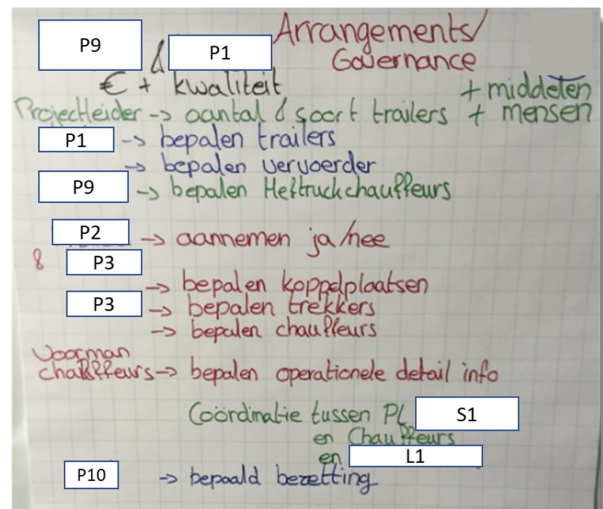 Arrangements/
P9 & P1 Governance
€ + kwaliteit + middelen
Projectleider -> aantal & soort trailers + mensen
P1 -> bepalen trailers
-> bepalen vervoerder
P9 -> bepalen Heftruckchauffeurs
P2 -> aannemen ja/nee
& P3
-> bepalen koppelplaatsen
P3 -> bepalen trekkers
-> bepalen chauffeurs
Voorman
chauffeurs -> bepalen operationele detail info
Coördinatie tussen PL S1
en Chauffeurs
en L1
P10 -> bepaald bezetting